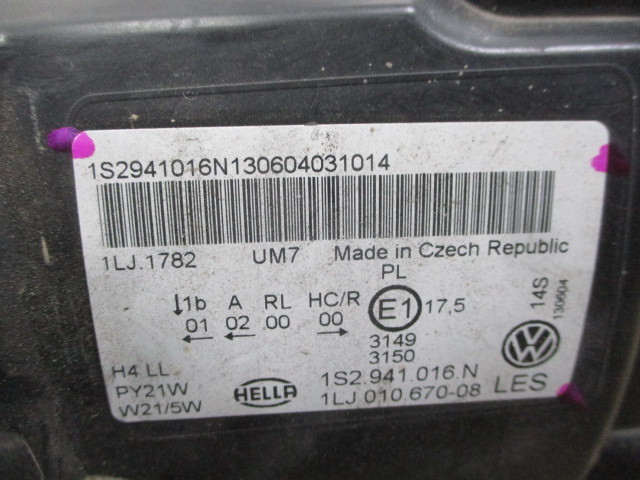 1S2941016N130604031014
1LJ.1782 UM7 Made in Czech Republic
PL
1b A RL HC/R E1 17,5 14S
01 02 00 00 130604
3149
3150
H4 LL 1S2.941.016.N
PY21W HELLA 1LJ 010.670-08 LES
W21/5W
VW